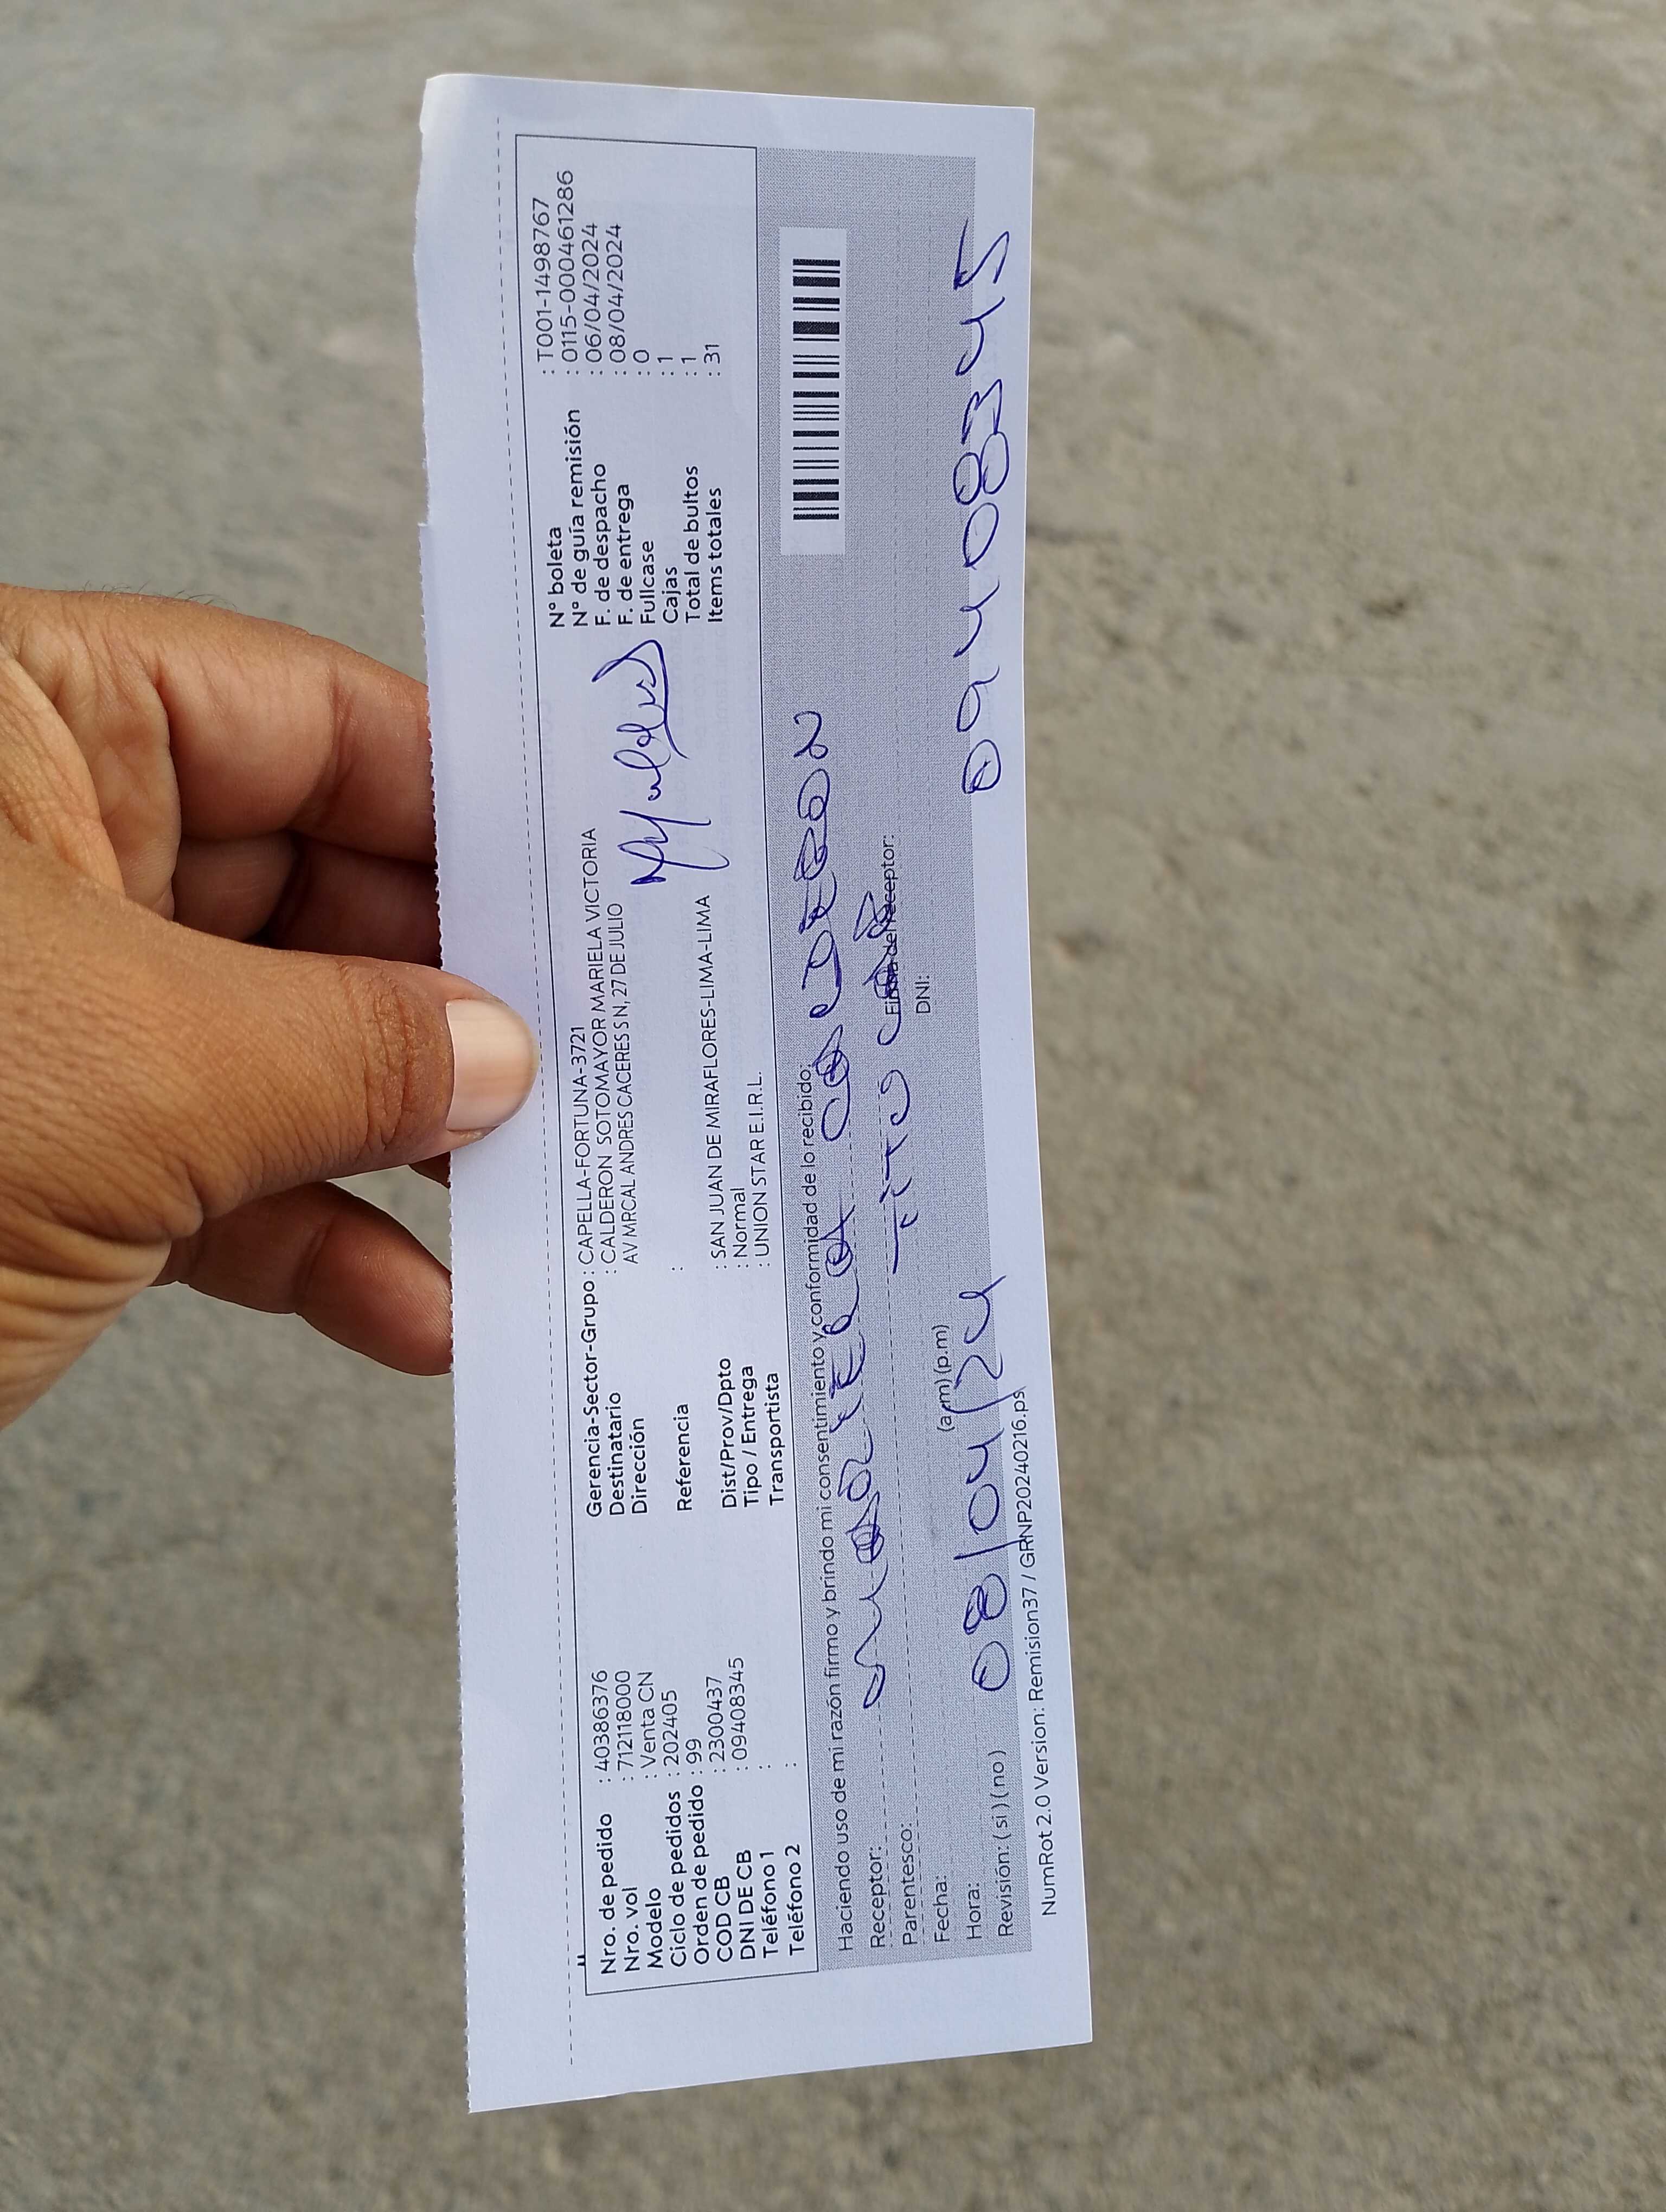 Nro. de pedido : 40386376
Nro. vol : 712118000
Modelo : Venta CN
Ciclo de pedidos : 202405
Orden de pedido : 99
COD CB : 2300437
DNI DE CB : 09408345
Teléfono 1 :
Teléfono 2 :
Gerencia-Sector-Grupo : CAPELLA-FORTUNA-3721
Destinatario : CALDERON SOTOMAYOR MARIELA VICTORIA
Dirección AV MRCAL ANDRES CACERES S N, 27 DE JULIO
Referencia :
Dist/Prov/Dpto : SAN JUAN DE MIRAFLORES-LIMA-LIMA
Tipo / Entrega : Normal
Transportista : UNION STAR E.I.R.L.
N° boleta : T001-1498767
N° de guía remisión : 0115-0000461286
F. de despacho : 06/04/2024
F. de entrega : 08/04/2024
Fullcase : 0
Cajas : 1
Total de bultos : 1
Items totales : 31
Haciendo uso de mi razón firmo y brindo mi consentimiento y conformidad de lo recibido:
Receptor: Mariela Calderon
Parentesco: Titular
Firma del receptor:
Fecha:
DNI:
Hora: (a.m) (p.m)
08/04/24
09408345
Revisión: ( si ) ( no )
NumRot 2.0 Version: Remision37 / GRNP20240216.ps